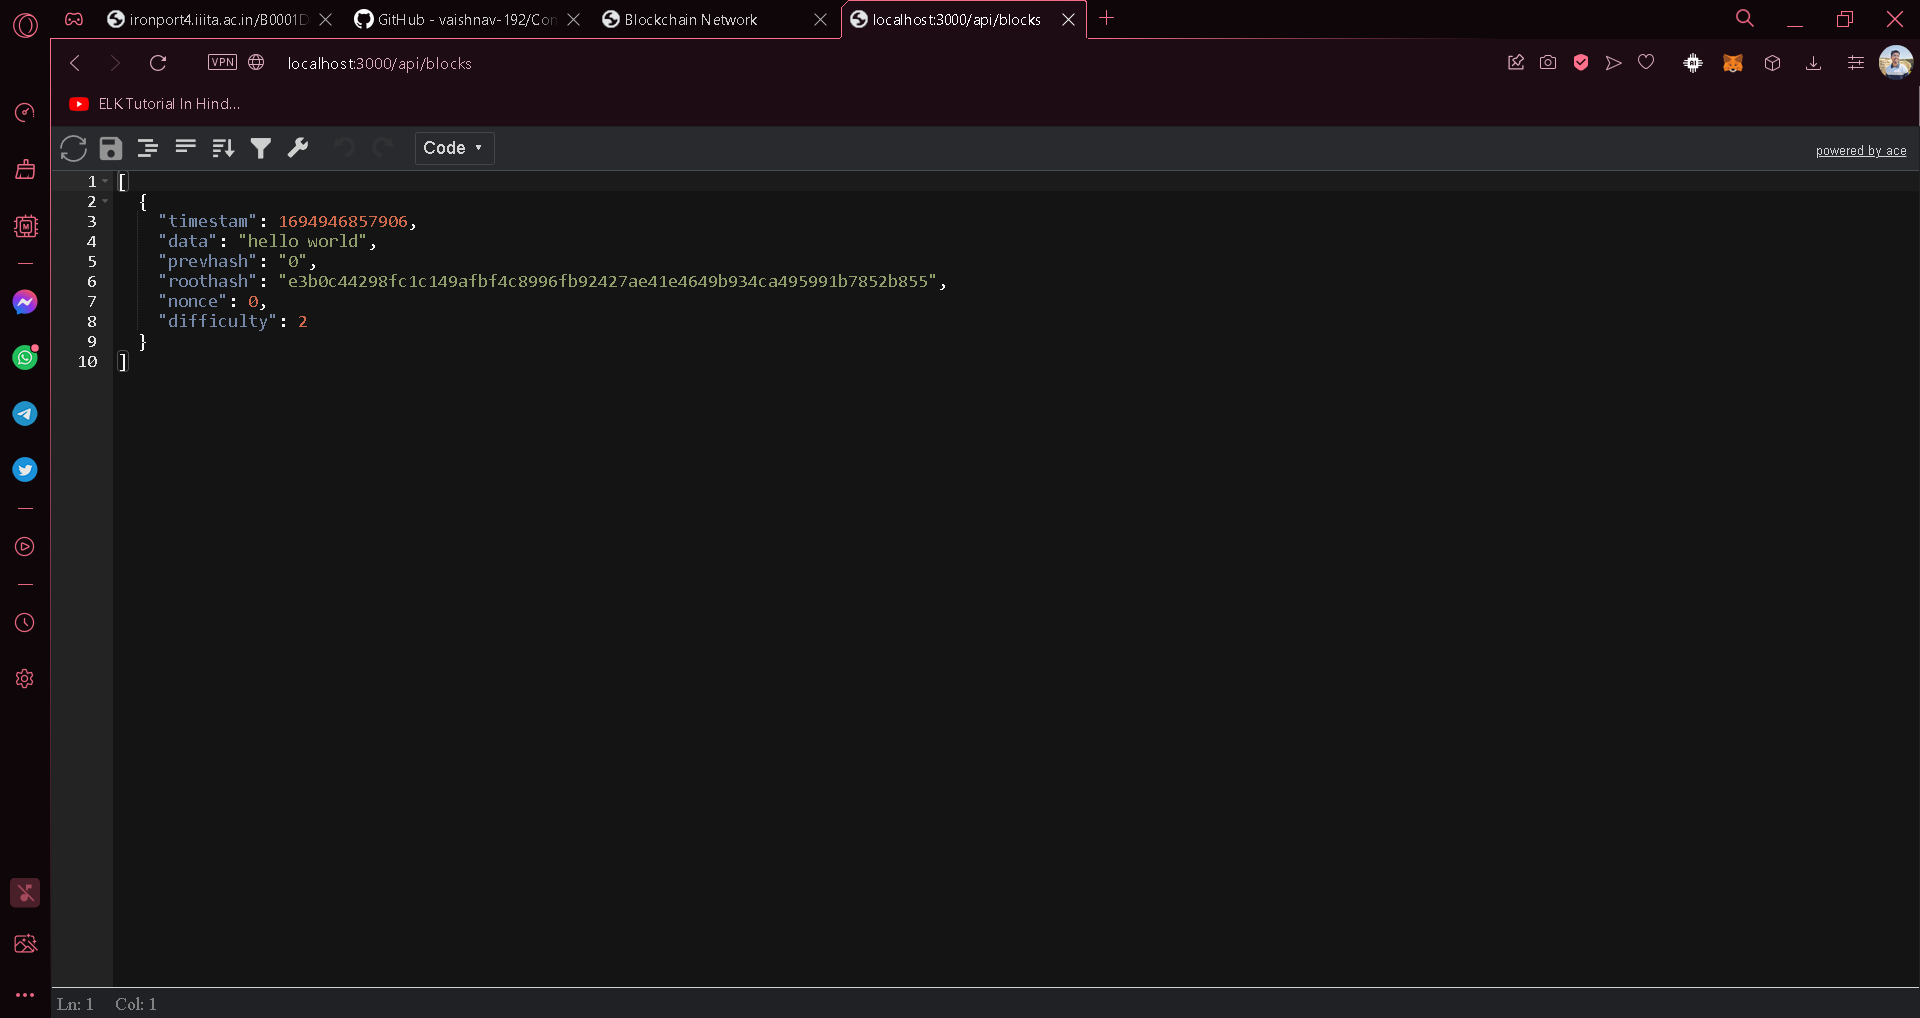 ironport4.iiita.ac.in/B0001D
GitHub - vaishnav-192/Con
Blockchain Network
localhost:3000/api/blocks
VPN
localhost:3000/api/blocks
ELK Tutorial In Hind...
Code
powered by ace
1 [
2 {
3 "timestam": 1694946857906,
4 "data": "hello world",
5 "prevhash": "0",
6 "roothash": "e3b0c44298fc1c149afbf4c8996fb92427ae41e4649b934ca495991b7852b855",
7 "nonce": 0,
8 "difficulty": 2
9 }
10 ]
Ln: 1 Col: 1